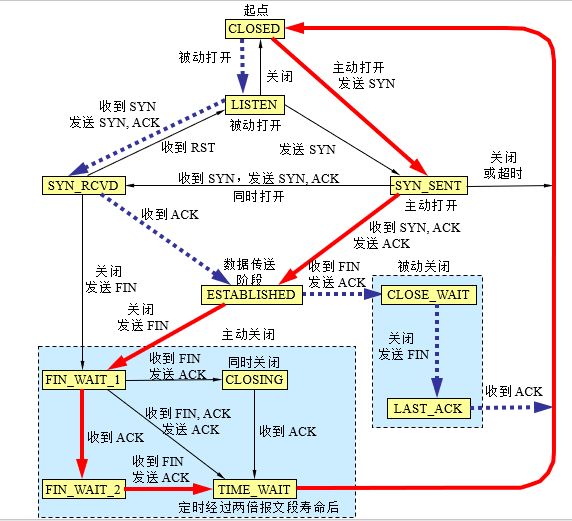 起点
CLOSED
被动打开
关闭
主动打开
发送 SYN
收到 SYN
发送 SYN, ACK
LISTEN
被动打开
收到 RST
发送 SYN
关闭
或超时
SYN_RCVD
收到 SYN，发送 SYN, ACK
同时打开
SYN_SENT
主动打开
收到 ACK
收到 SYN, ACK
发送 ACK
数据传送
阶段
关闭
发送 FIN
ESTABLISHED
收到 FIN
发送 ACK
被动关闭
CLOSE_WAIT
关闭
发送 FIN
关闭
发送 FIN
主动关闭
FIN_WAIT_1
收到 FIN
发送 ACK
同时关闭
CLOSING
收到 ACK
LAST_ACK
收到 ACK
收到 FIN, ACK
发送 ACK
收到 ACK
FIN_WAIT_2
收到 FIN
发送 ACK
TIME_WAIT
定时经过两倍报文段寿命后